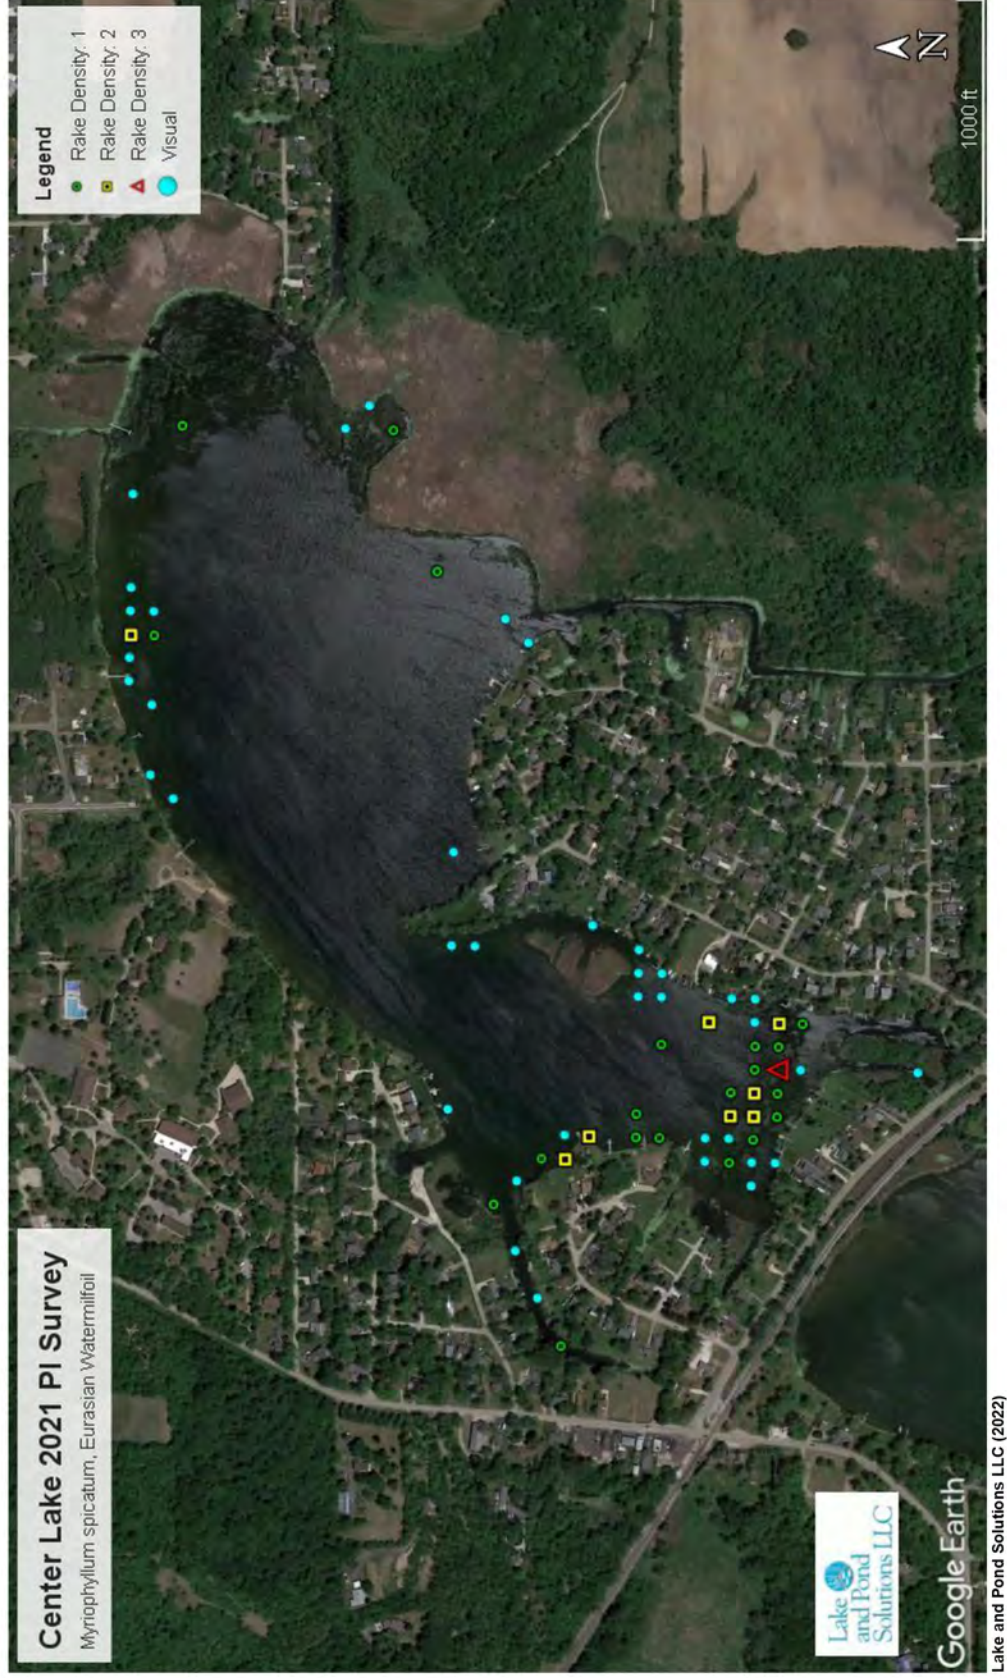 Center Lake 2021 PI Survey
Myriophyllum spicatum, Eurasian Watermilfoil
Legend
Rake Density: 1
Rake Density: 2
Rake Density: 3
Visual
Lake
and Pond
Solutions LLC
Google Earth
N
1000 ft
Lake and Pond Solutions LLC (2022)